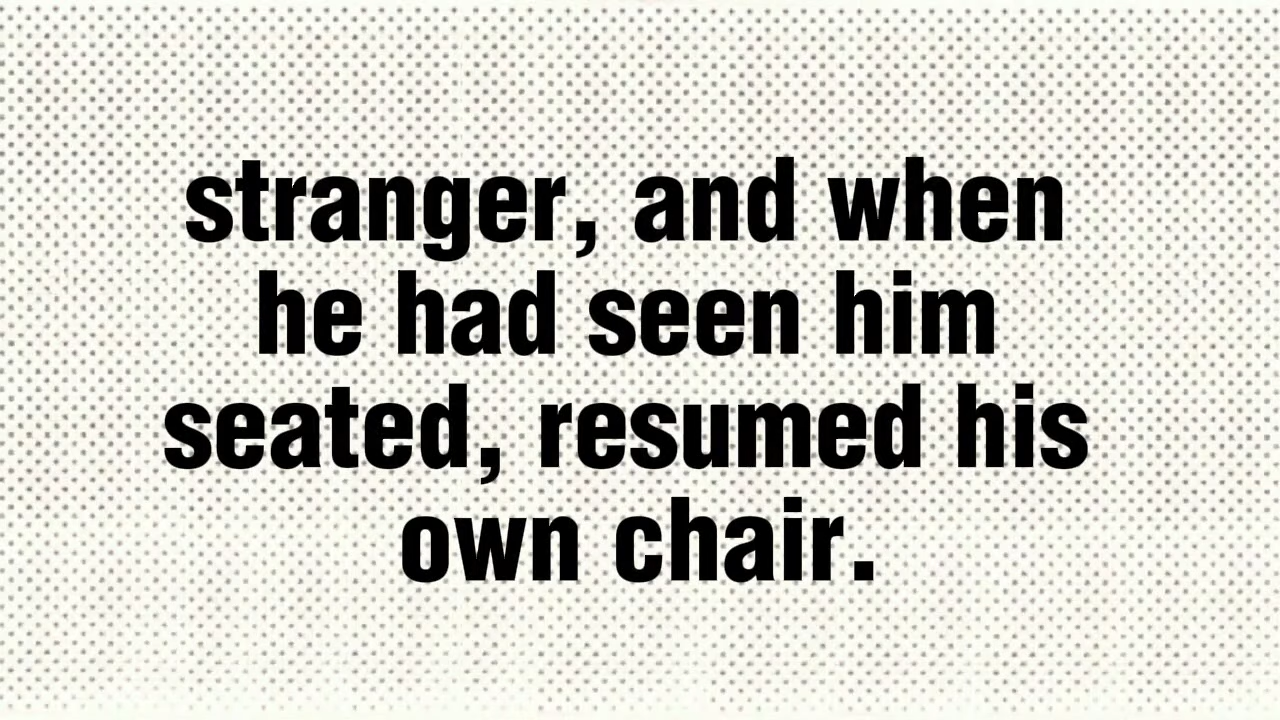 stranger, and when
he had seen him
seated, resumed his
own chair.